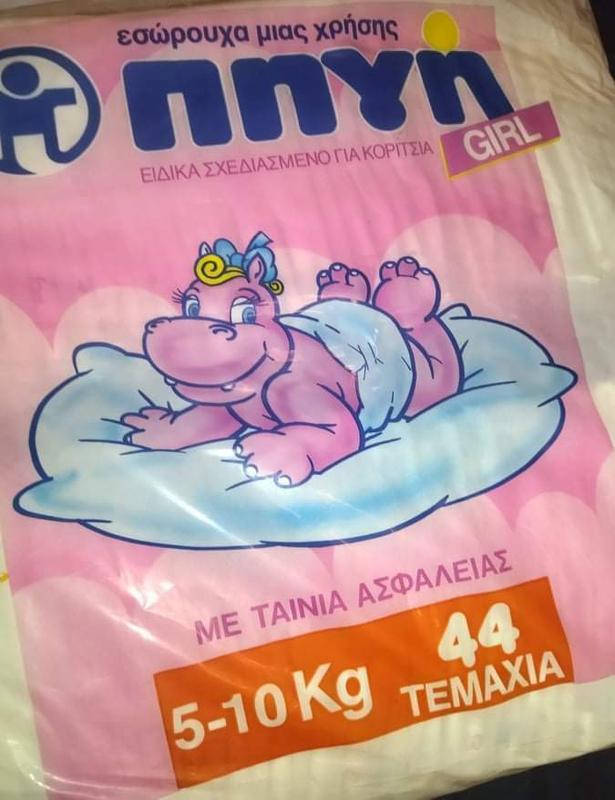 εσώρουχα μιας χρήσης
πηγή
ΕΙΔΙΚΑ ΣΧΕΔΙΑΣΜΕΝΟ ΓΙΑ ΚΟΡΙΤΣΙΑ
GIRL
ΜΕ ΤΑΙΝΙΑ ΑΣΦΑΛΕΙΑΣ
5-10 Kg
44
ΤΕΜΑΧΙΑ